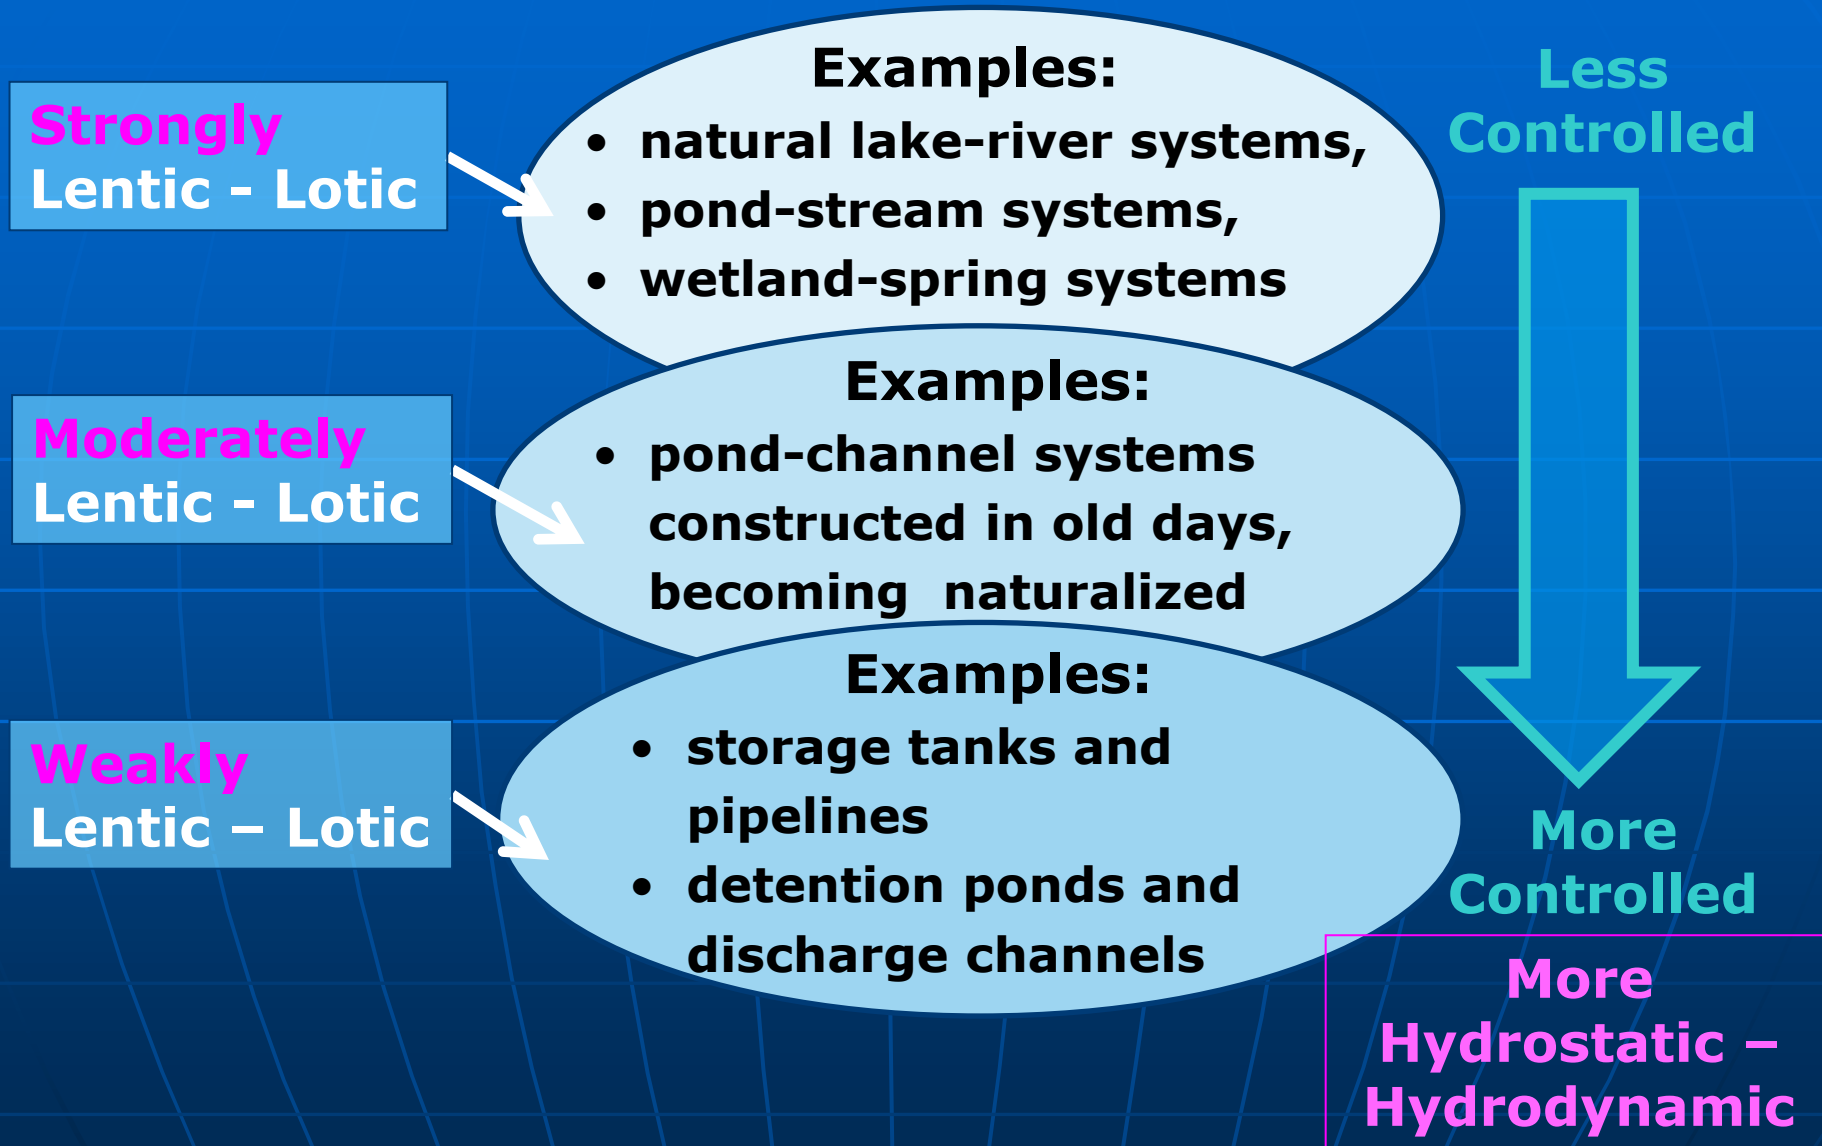 Strongly
Lentic - Lotic
Examples:
• natural lake-river systems,
• pond-stream systems,
• wetland-spring systems
Less
Controlled
Moderately
Lentic - Lotic
Examples:
• pond-channel systems
constructed in old days,
becoming naturalized
Weakly
Lentic – Lotic
Examples:
• storage tanks and
pipelines
• detention ponds and
discharge channels
More
Controlled
More
Hydrostatic –
Hydrodynamic